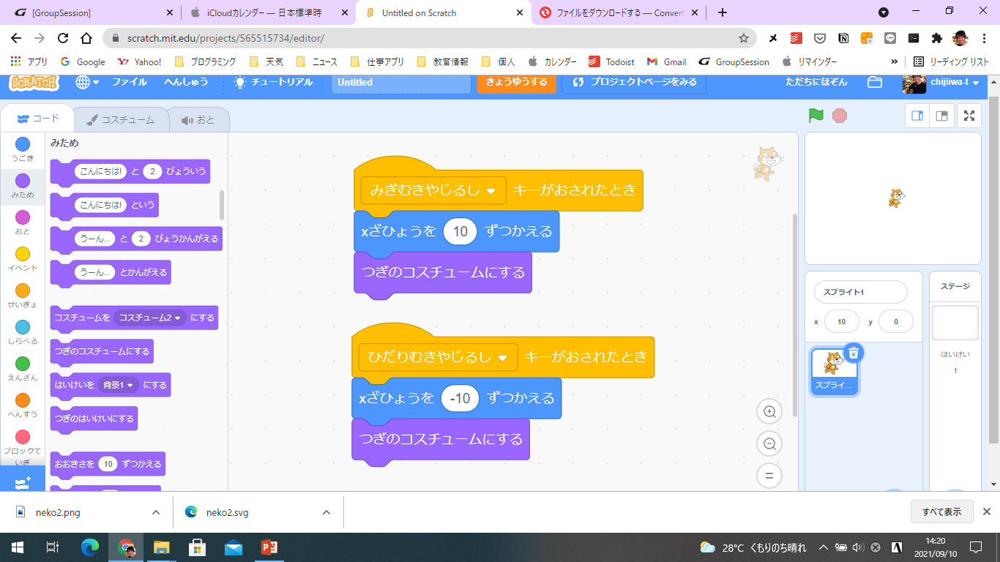 [GroupSession]
iCloudカレンダー — 日本標準時
Untitled on Scratch
ファイルをダウンロードする — Convert
scratch.mit.edu/projects/565515734/editor/
アプリ Google Yahoo! プログラミング 天気 ニュース 仕事アプリ 教育情報 個人 カレンダー Todoist Gmail GroupSession リマインダー » リーディング リスト
SCRATCH ファイル へんしゅう チュートリアル Untitled きょうゆうする プロジェクトページをみる ただちにほぞん chijiiwa-t
コード コスチューム おと
うごき
みため
おと
イベント
せいぎょ
しらべる
えんざん
へんすう
ブロックてい
ぎ
みため
こんにちは! と 2 びょういう
こんにちは! という
うーん... と 2 びょうかんがえる
うーん... とかんがえる
コスチュームを コスチューム2 にする
つぎのコスチュームにする
はいけいを 背景1 にする
つぎのはいけいにする
おおきさを 10 ずつかえる
みぎむきやじるし キーがおされたとき
xざひょうを 10 ずつかえる
つぎのコスチュームにする
ひだりむきやじるし キーがおされたとき
xざひょうを -10 ずつかえる
つぎのコスチュームにする
スプライト1
x 10 y 0
スプライ...
ステージ
はいけい
1
neko2.png
neko2.svg
すべて表示
28°C くもりのち晴れ
A
14:20
2021/09/10